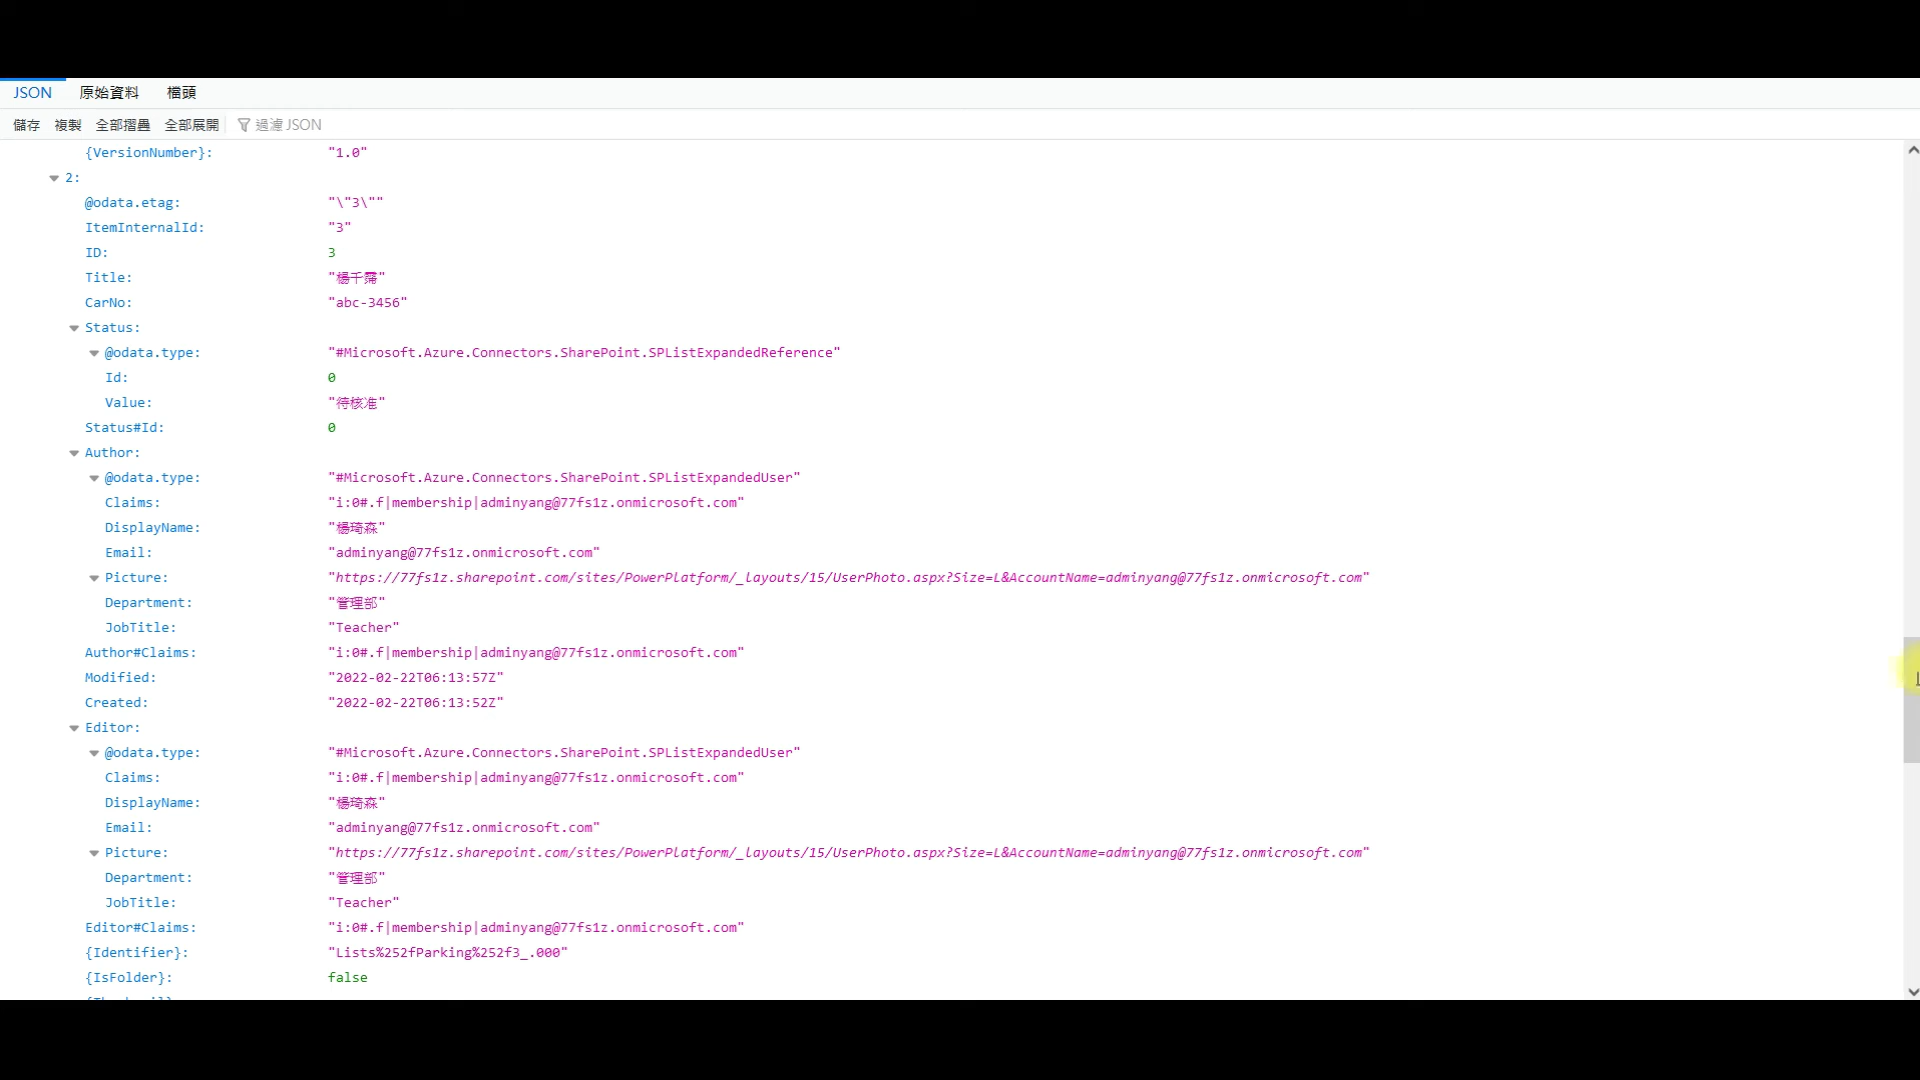 JSON 原始資料 檔頭
儲存 複製 全部摺疊 全部展開 過濾 JSON
{VersionNumber}: "1.0"
2:
@odata.etag: "\"3\""
ItemInternalId: "3"
ID: 3
Title: "楊千霈"
CarNo: "abc-3456"
Status:
@odata.type: "#Microsoft.Azure.Connectors.SharePoint.SPListExpandedReference"
Id: 0
Value: "待核准"
Status#Id: 0
Author:
@odata.type: "#Microsoft.Azure.Connectors.SharePoint.SPListExpandedUser"
Claims: "i:0#.f|membership|adminyang@77fs1z.onmicrosoft.com"
DisplayName: "楊琦森"
Email: "adminyang@77fs1z.onmicrosoft.com"
Picture: "https://77fs1z.sharepoint.com/sites/PowerPlatform/_layouts/15/UserPhoto.aspx?Size=L&AccountName=adminyang@77fs1z.onmicrosoft.com"
Department: "管理部"
JobTitle: "Teacher"
Author#Claims: "i:0#.f|membership|adminyang@77fs1z.onmicrosoft.com"
Modified: "2022-02-22T06:13:57Z"
Created: "2022-02-22T06:13:52Z"
Editor:
@odata.type: "#Microsoft.Azure.Connectors.SharePoint.SPListExpandedUser"
Claims: "i:0#.f|membership|adminyang@77fs1z.onmicrosoft.com"
DisplayName: "楊琦森"
Email: "adminyang@77fs1z.onmicrosoft.com"
Picture: "https://77fs1z.sharepoint.com/sites/PowerPlatform/_layouts/15/UserPhoto.aspx?Size=L&AccountName=adminyang@77fs1z.onmicrosoft.com"
Department: "管理部"
JobTitle: "Teacher"
Editor#Claims: "i:0#.f|membership|adminyang@77fs1z.onmicrosoft.com"
{Identifier}: "Lists%252fParking%252f3_.000"
{IsFolder}: false